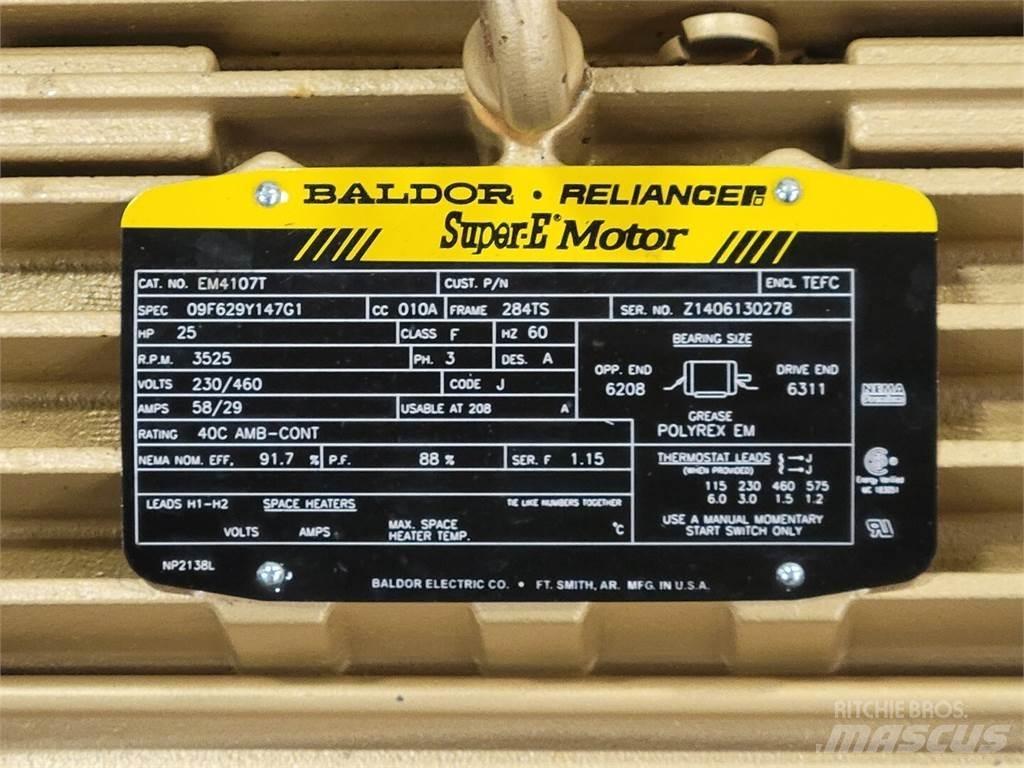 BALDOR • RELIANCER
Super-E® Motor
CAT. NO. EM4107T CUST. P/N ENCL TEFC
SPEC 09F629Y147G1 CC 010A FRAME 284TS SER. NO. Z1406130278
HP 25 CLASS F HZ 60
R.P.M. 3525 PH. 3 DES. A
VOLTS 230/460 CODE J
AMPS 58/29 USABLE AT 208 A
RATING 40C AMB-CONT
NEMA NOM. EFF. 91.7 % P.F. 88 % SER. F 1.15
BEARING SIZE
OPP. END DRIVE END
6208 6311
GREASE
POLYREX EM
THERMOSTAT LEADS J
(WHEN PROVIDED) J
115 230 460 575
6.0 3.0 1.5 1.2
USE A MANUAL MOMENTARY
START SWITCH ONLY
LEADS H1-H2 SPACE HEATERS TIE LIKE NUMBERS TOGETHER
VOLTS AMPS MAX. SPACE
HEATER TEMP. °C
NEMA
Premium
Energy Verified
NP2138L
BALDOR ELECTRIC CO. • FT. SMITH, AR. MFG. IN U.S.A.
RITCHIE BROS.
MASCUS